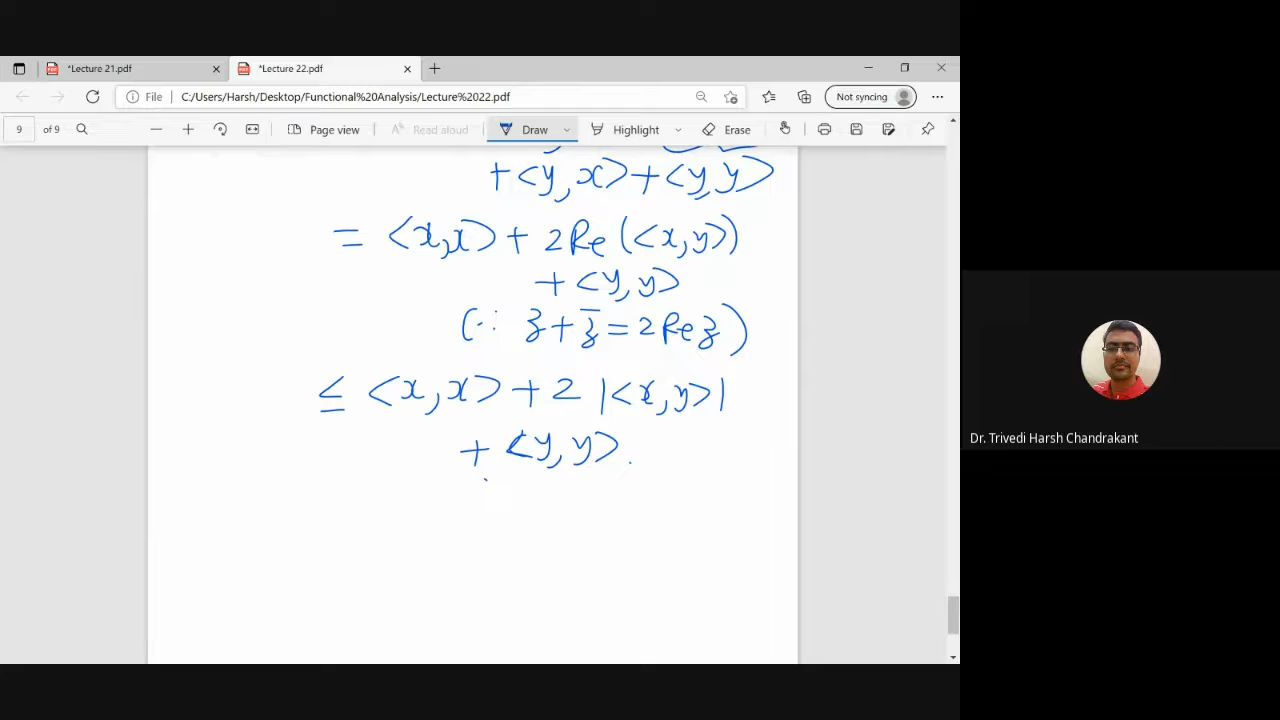 *Lecture 21.pdf
*Lecture 22.pdf
File C:/Users/Harsh/Desktop/Functional%20Analysis/Lecture%2022.pdf
Not syncing
9 of 9
Page view
Read aloud
Draw
Highlight
Erase
+ <y, x> + <y, y>
= <x, x> + 2 Re (<x, y>)
+ <y, y>
(∵ z + z̄ = 2 Re z)
≤ <x, x> + 2 |<x, y>|
+ <y, y>.
Dr. Trivedi Harsh Chandrakant